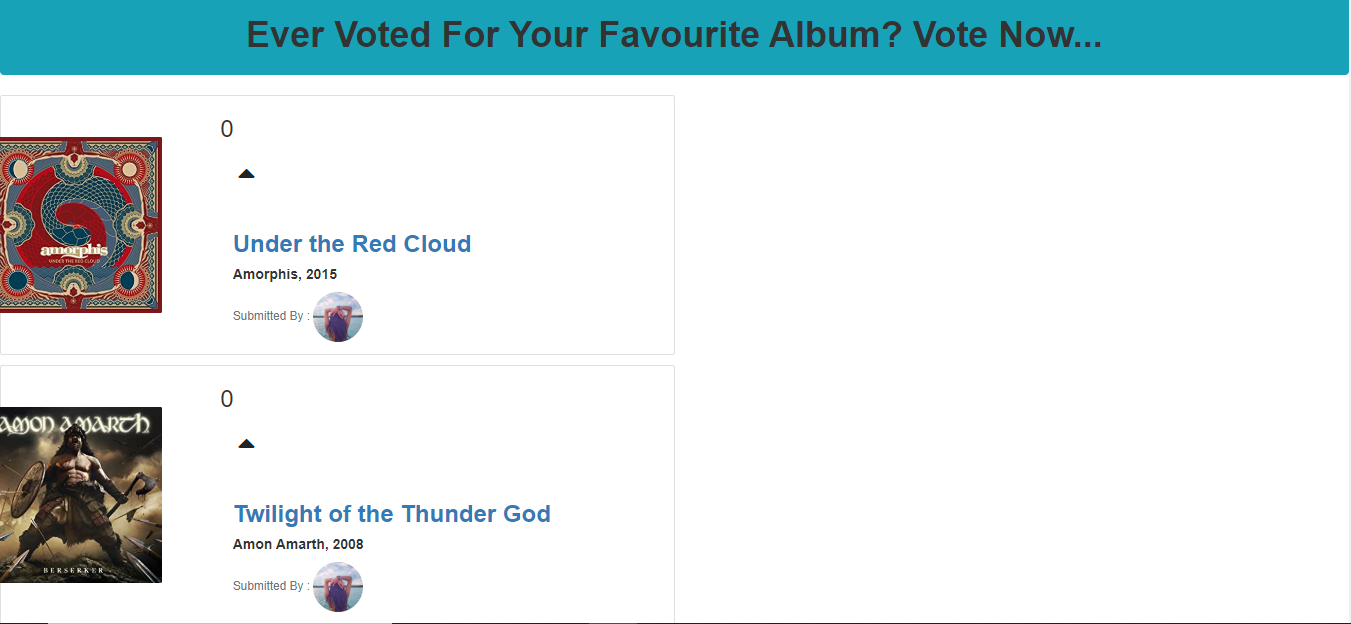 Ever Voted For Your Favourite Album? Vote Now...
0
amorphis
UNDER THE RED CLOUD
Under the Red Cloud
Amorphis, 2015
Submitted By :
0
AMON AMARTH
BERSERKER
Twilight of the Thunder God
Amon Amarth, 2008
Submitted By :